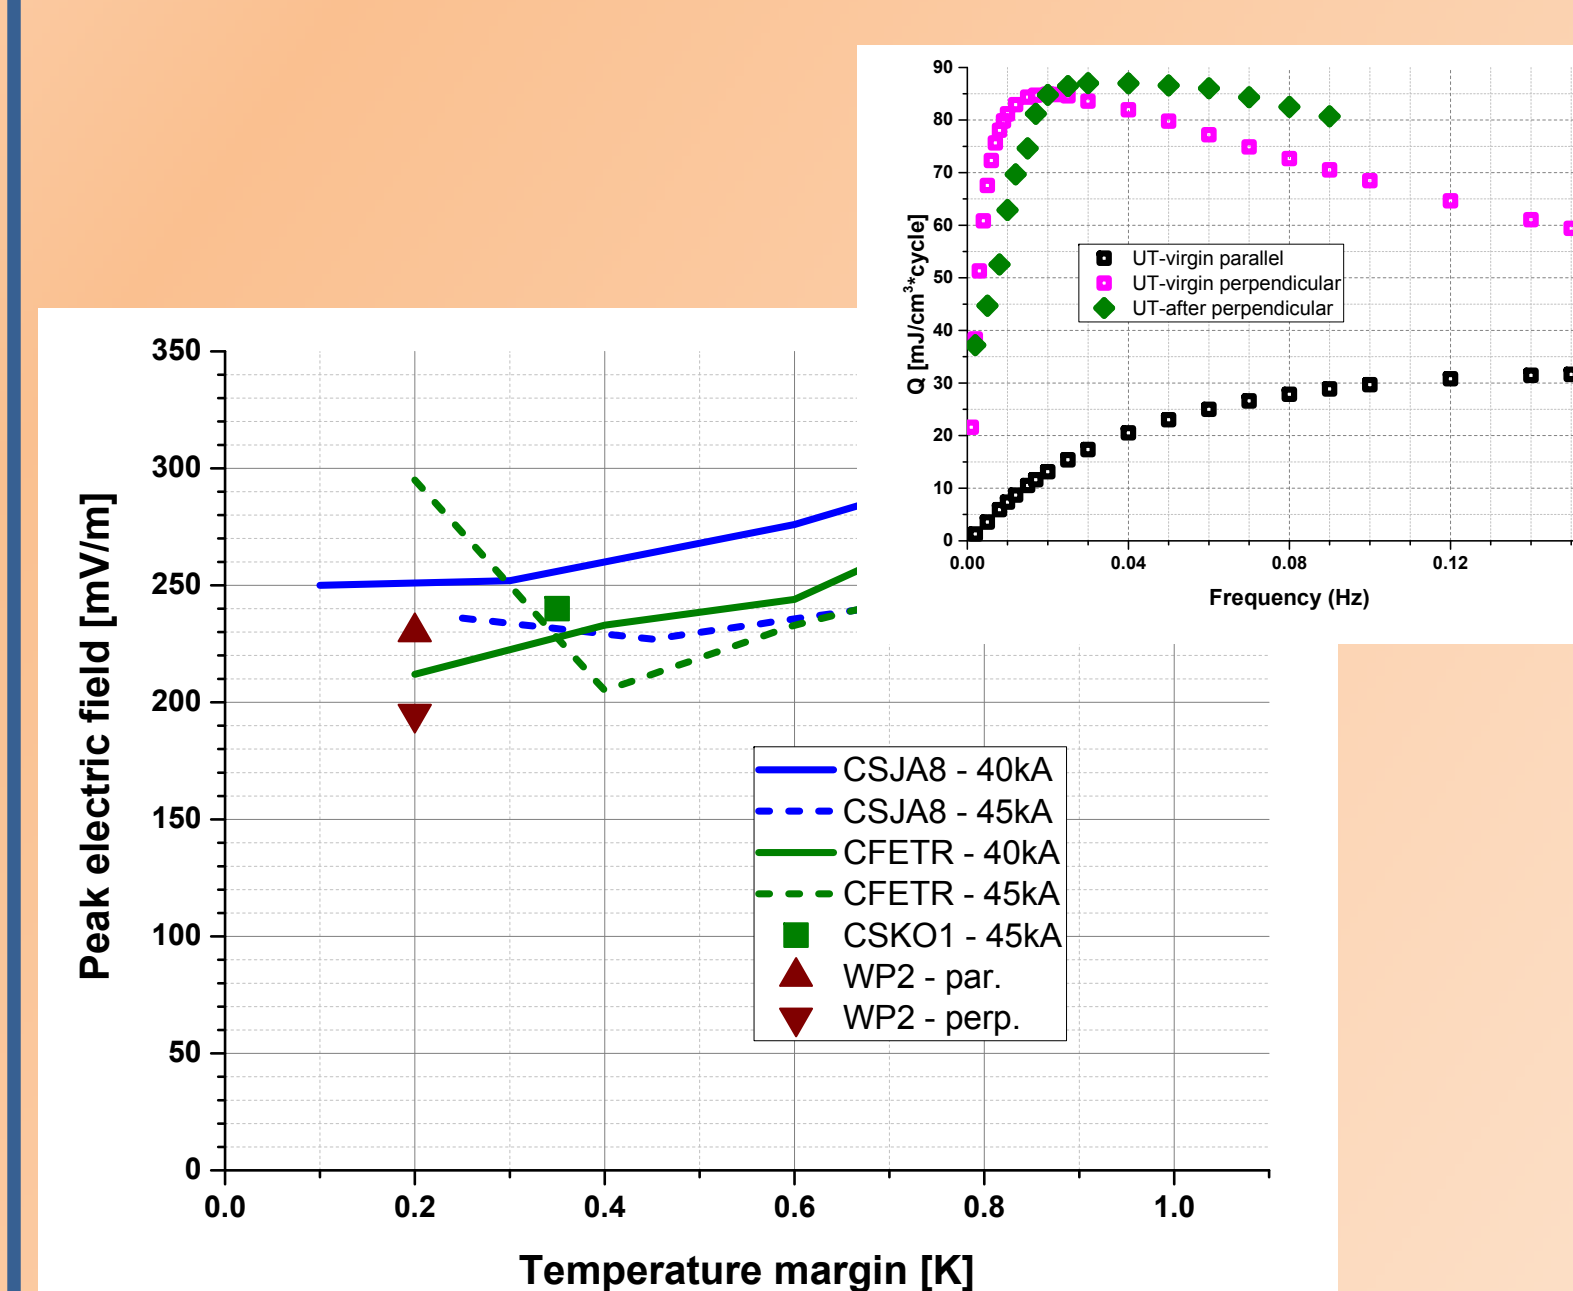 90
80
70
60
50
40
30
20
10
0
Q [mJ/cm³*cycle]
UT-virgin parallel
UT-virgin perpendicular
UT-after perpendicular
0.00 0.04 0.08 0.12
Frequency (Hz)
350
300
250
200
150
100
50
0
Peak electric field [mV/m]
CSJA8 - 40kA
CSJA8 - 45kA
CFETR - 40kA
CFETR - 45kA
CSKO1 - 45kA
WP2 - par.
WP2 - perp.
0.0 0.2 0.4 0.6 0.8 1.0
Temperature margin [K]